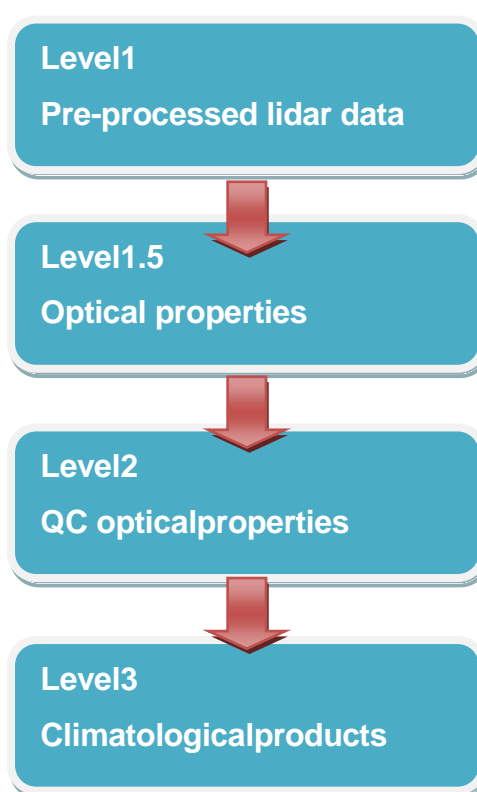 Level1
Pre-processed lidar data
Level1.5
Optical properties
Level2
QC opticalproperties
Level3
Climatologicalproducts